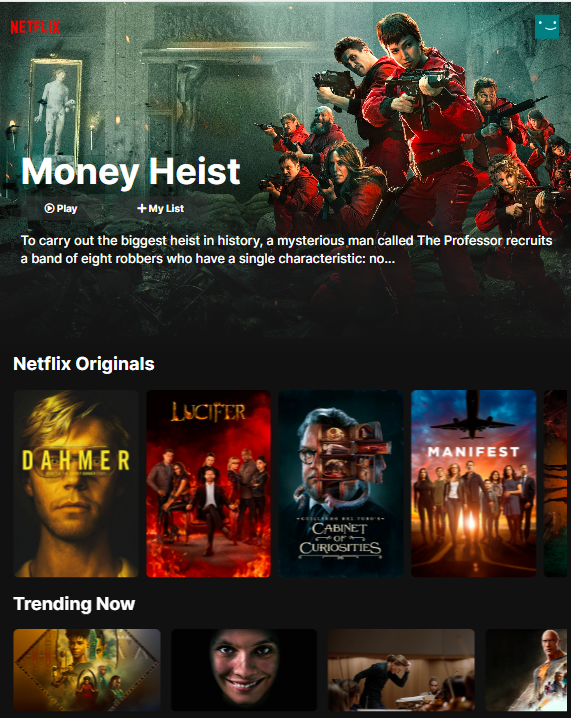 NETFLIX
Money Heist
Play
My List
To carry out the biggest heist in history, a mysterious man called The Professor recruits
a band of eight robbers who have a single characteristic: no...
Netflix Originals
DAHMER
LUCIFER
GUILLERMO DEL TORO'S
CABINET
OF
CURIOSITIES
MANIFEST
Trending Now